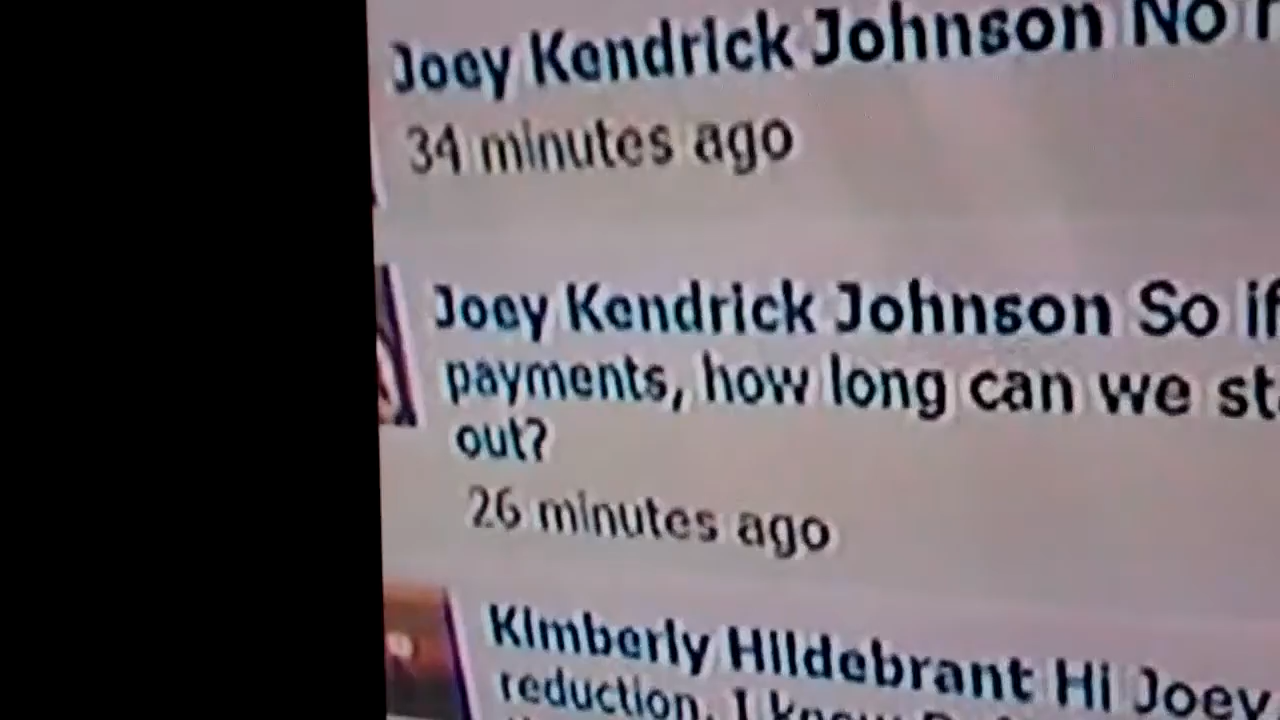 Joey Kendrick Johnson No
34 minutes ago
Joey Kendrick Johnson So if
payments, how long can we
out?
26 minutes ago
Kimberly Hildebrant Hi Joey
reduction. I know